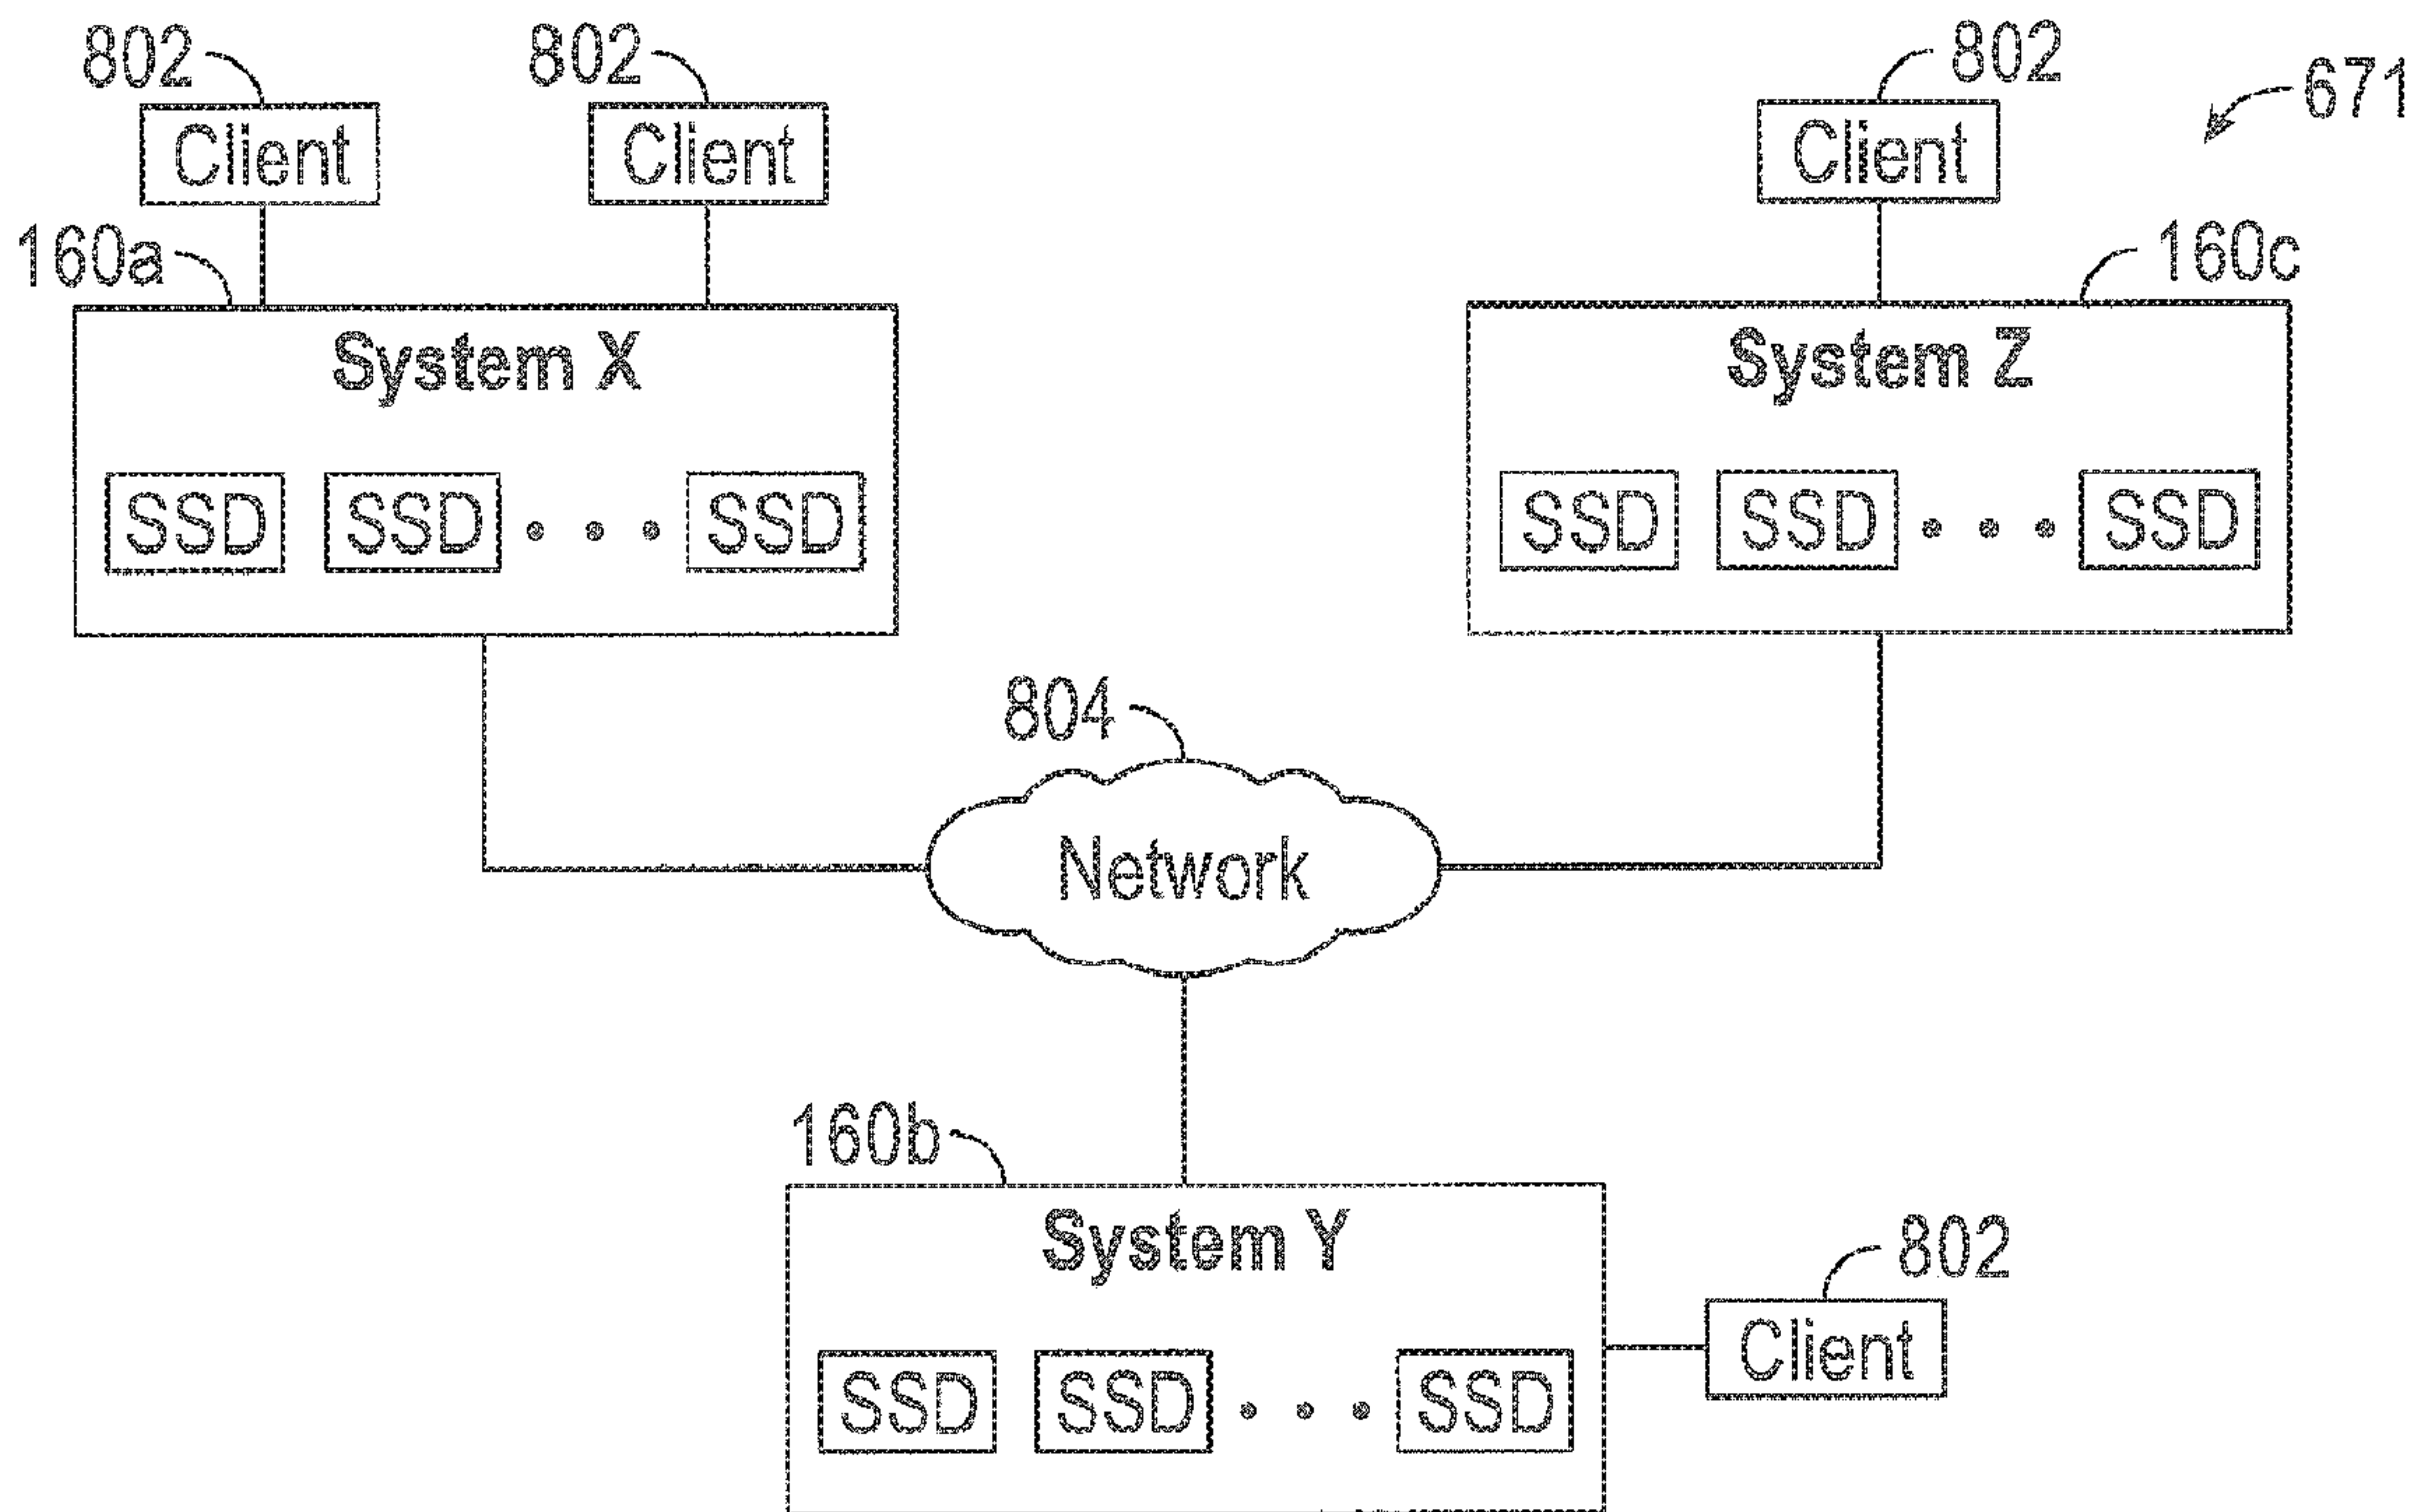 802 802 802 671
Client Client Client
160a 160c
System X System Z
SSD SSD • • • SSD SSD SSD • • • SSD
804
Network
160b
System Y 802
Client
SSD SSD • • • SSD